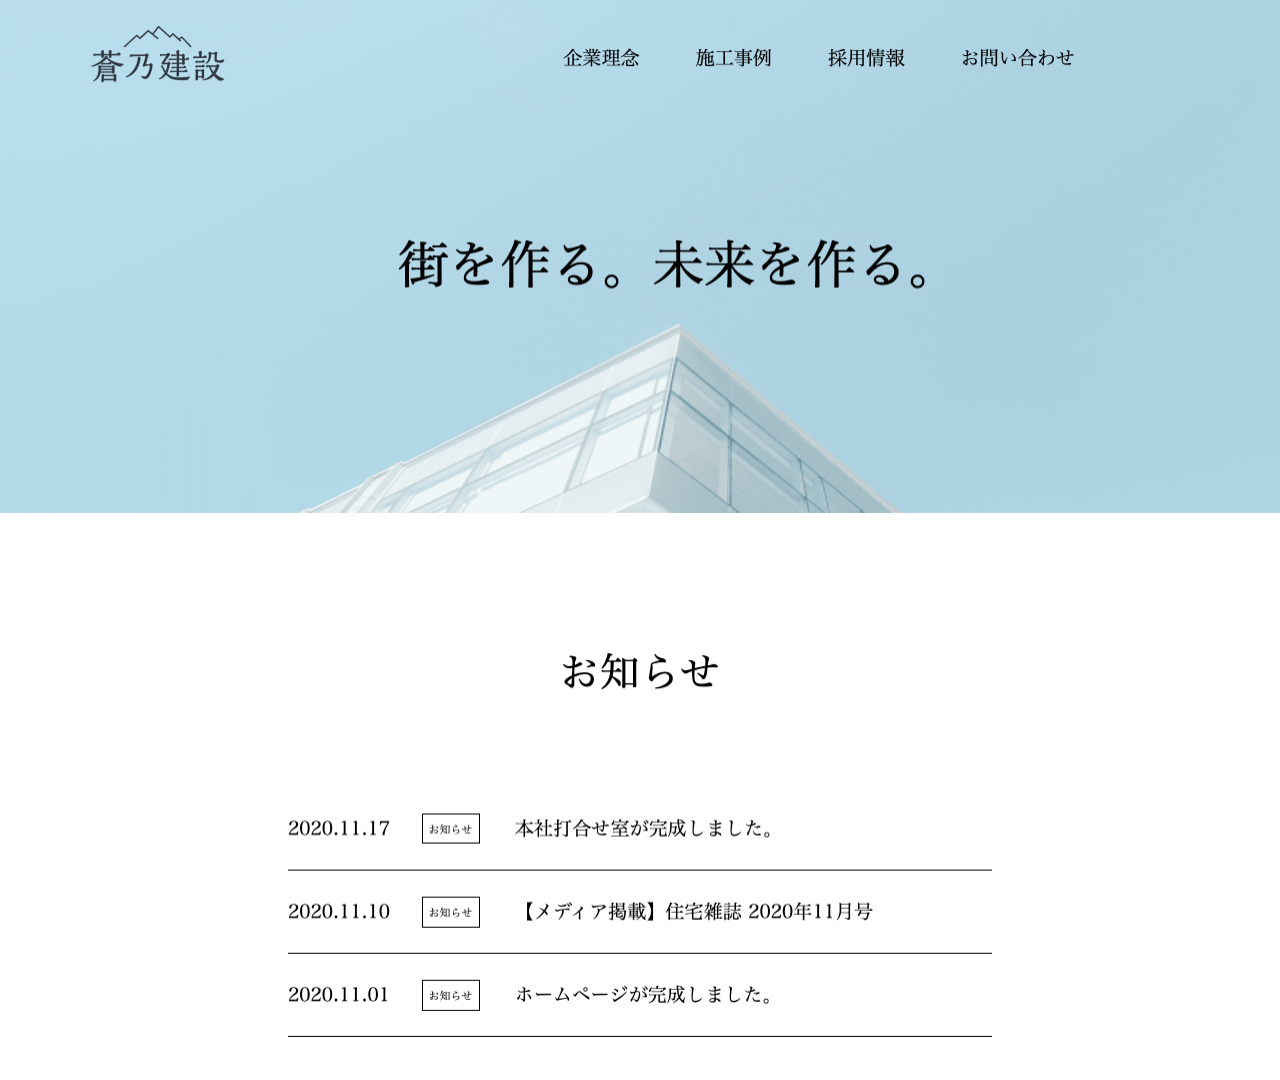 蒼乃建設
企業理念 施工事例 採用情報 お問い合わせ
街を作る。未来を作る。
お知らせ
2020.11.17 お知らせ 本社打合せ室が完成しました。
2020.11.10 お知らせ 【メディア掲載】住宅雑誌 2020年11月号
2020.11.01 お知らせ ホームページが完成しました。